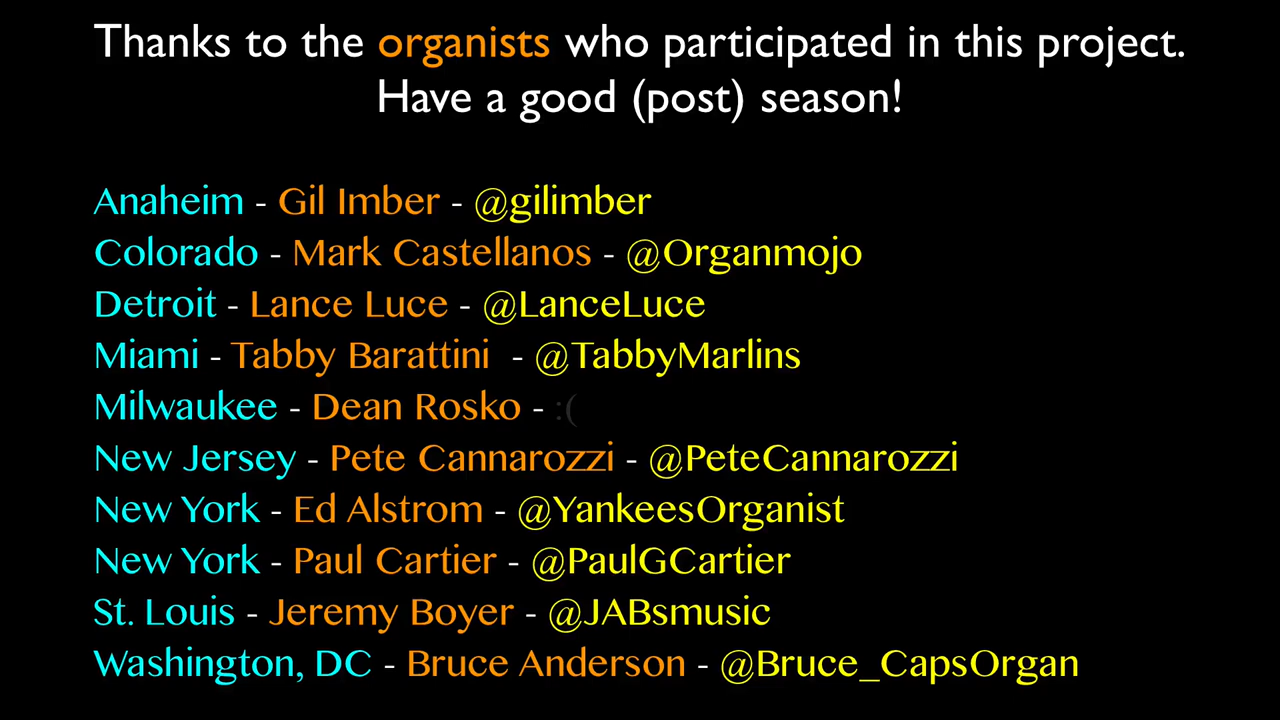 Thanks to the organists who participated in this project.
Have a good (post) season!
Anaheim - Gil Imber - @gilimber
Colorado - Mark Castellanos - @Organmojo
Detroit - Lance Luce - @LanceLuce
Miami - Tabby Barattini - @TabbyMarlins
Milwaukee - Dean Rosko - :(
New Jersey - Pete Cannarozzi - @PeteCannarozzi
New York - Ed Alstrom - @YankeesOrganist
New York - Paul Cartier - @PaulGCartier
St. Louis - Jeremy Boyer - @JABsmusic
Washington, DC - Bruce Anderson - @Bruce_CapsOrgan